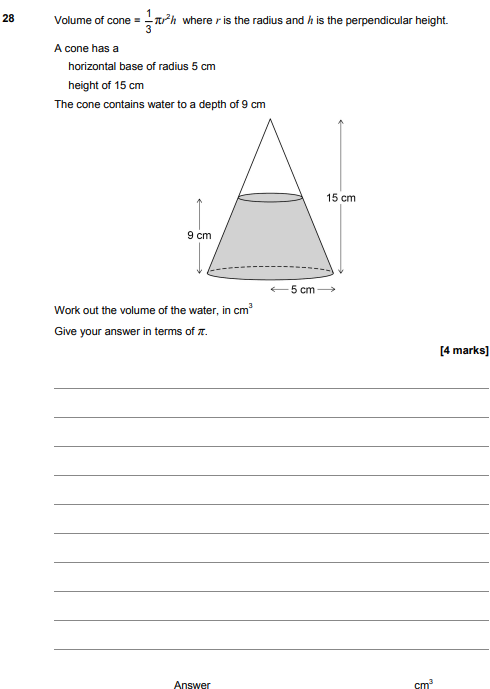 28 Volume of cone = 1/3 πr²h where r is the radius and h is the perpendicular height.
A cone has a
horizontal base of radius 5 cm
height of 15 cm
The cone contains water to a depth of 9 cm
15 cm
9 cm
5 cm
Work out the volume of the water, in cm³
Give your answer in terms of π.
[4 marks]
Answer cm³